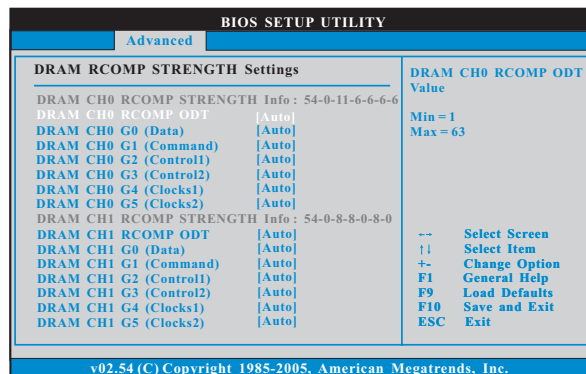 BIOS SETUP UTILITY
Advanced
DRAM RCOMP STRENGTH Settings
DRAM CH0 RCOMP STRENGTH Info : 54-0-11-6-6-6-6
DRAM CH0 RCOMP ODT [Auto]
DRAM CH0 G0 (Data) [Auto]
DRAM CH0 G1 (Command) [Auto]
DRAM CH0 G2 (Control1) [Auto]
DRAM CH0 G3 (Control2) [Auto]
DRAM CH0 G4 (Clocks1) [Auto]
DRAM CH0 G5 (Clocks2) [Auto]
DRAM CH1 RCOMP STRENGTH Info : 54-0-8-8-0-8-0
DRAM CH1 RCOMP ODT [Auto]
DRAM CH1 G0 (Data) [Auto]
DRAM CH1 G1 (Command) [Auto]
DRAM CH1 G2 (Control1) [Auto]
DRAM CH1 G3 (Control2) [Auto]
DRAM CH1 G4 (Clocks1) [Auto]
DRAM CH1 G5 (Clocks2) [Auto]
DRAM CH0 RCOMP ODT
Value
Min = 1
Max = 63
←→ Select Screen
↑↓ Select Item
+- Change Option
F1 General Help
F9 Load Defaults
F10 Save and Exit
ESC Exit
v02.54 (C) Copyright 1985-2005, American Megatrends, Inc.